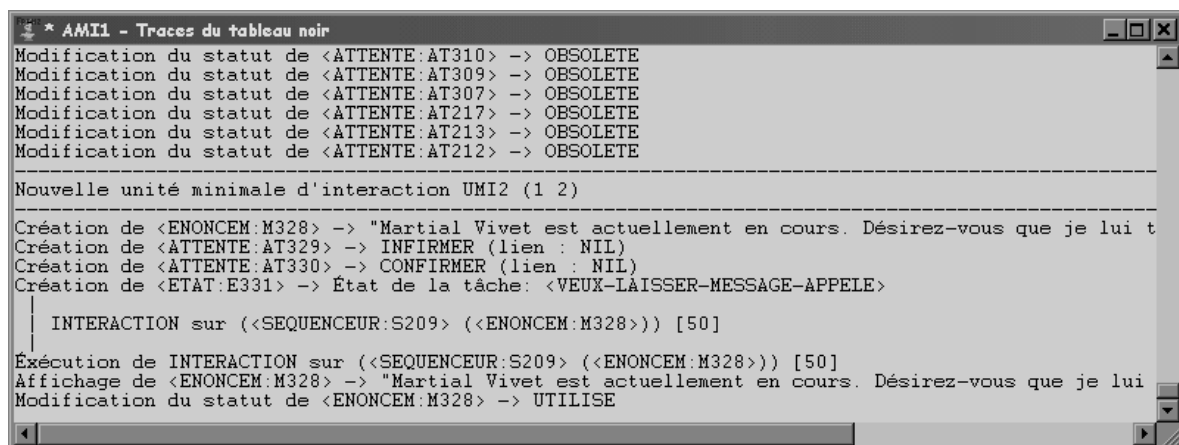 * AMI1 - Traces du tableau noir
Modification du statut de <ATTENTE:AT310> -> OBSOLETE
Modification du statut de <ATTENTE:AT309> -> OBSOLETE
Modification du statut de <ATTENTE:AT307> -> OBSOLETE
Modification du statut de <ATTENTE:AT217> -> OBSOLETE
Modification du statut de <ATTENTE:AT213> -> OBSOLETE
Modification du statut de <ATTENTE:AT212> -> OBSOLETE
Nouvelle unité minimale d'interaction UMI2 (1 2)
Création de <ENONCEM:M328> -> "Martial Vivet est actuellement en cours. Désirez-vous que je lui t
Création de <ATTENTE:AT329> -> INFIRMER (lien : NIL)
Création de <ATTENTE:AT330> -> CONFIRMER (lien : NIL)
Création de <ETAT:E331> -> État de la tâche: <VEUX-LAISSER-MESSAGE-APPELE>
INTERACTION sur (<SEQUENCEUR:S209> (<ENONCEM:M328>)) [50]
Exécution de INTERACTION sur (<SEQUENCEUR:S209> (<ENONCEM:M328>)) [50]
Affichage de <ENONCEM:M328> -> "Martial Vivet est actuellement en cours. Désirez-vous que je lui
Modification du statut de <ENONCEM:M328> -> UTILISE